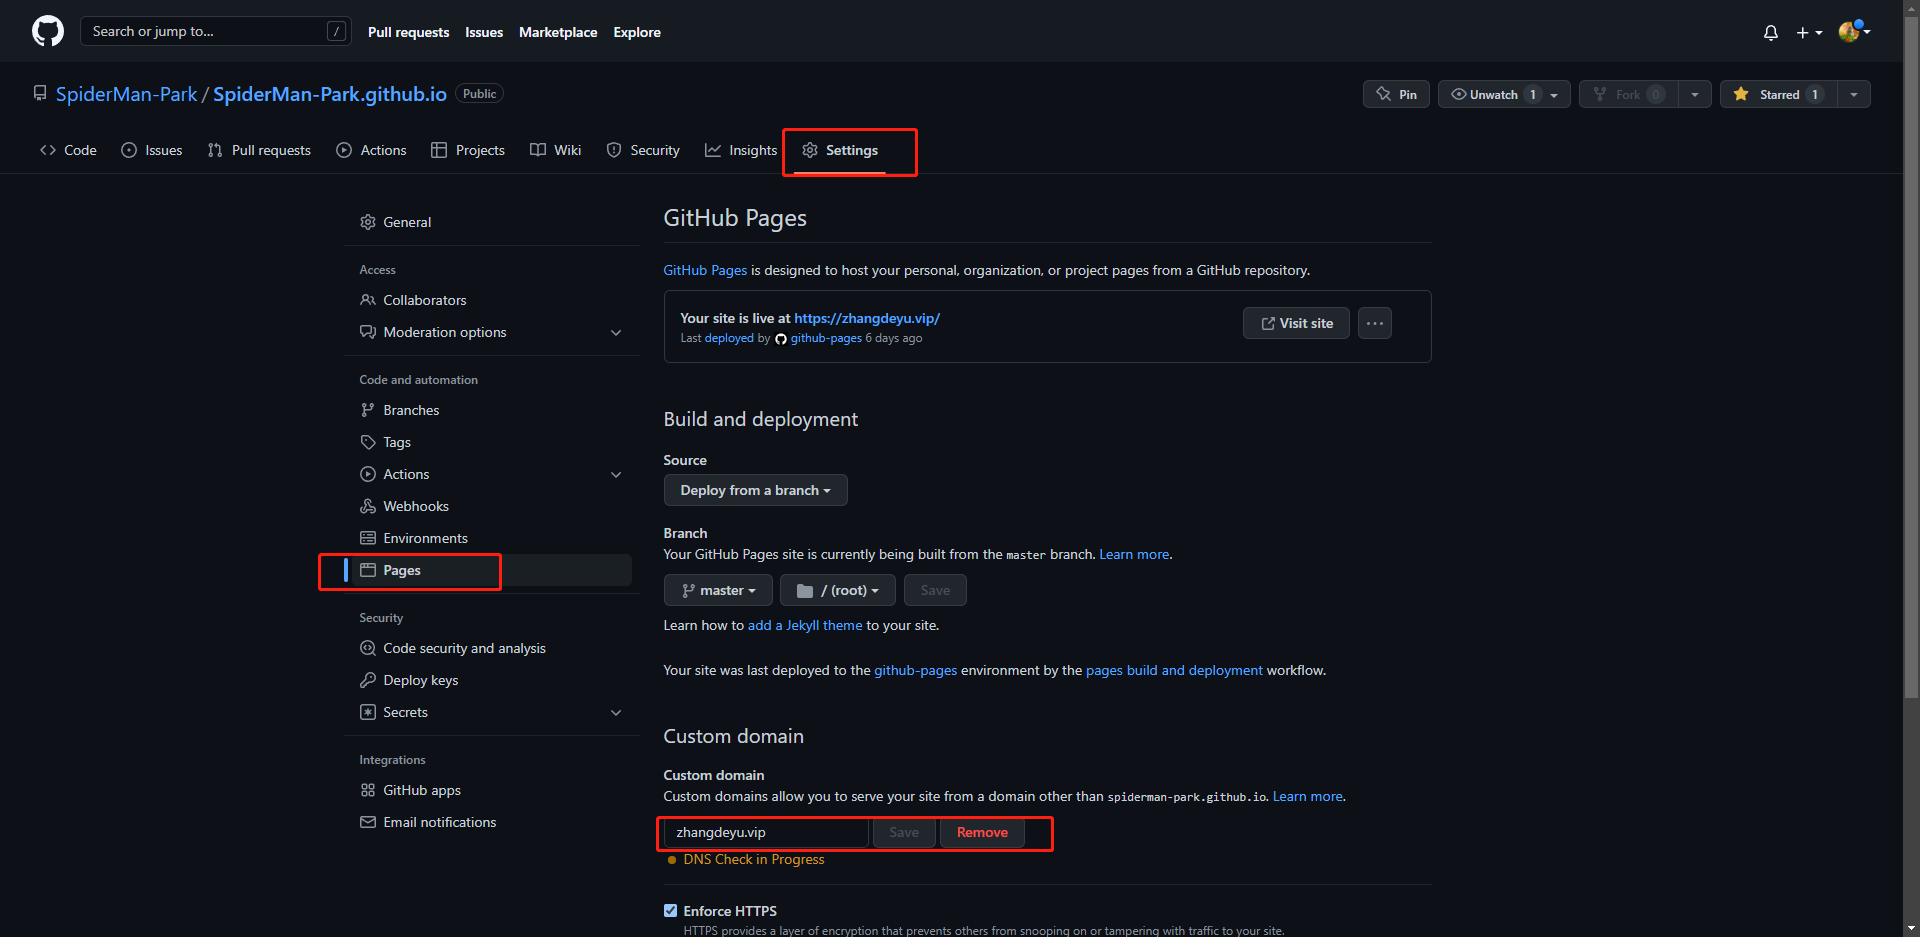 Search or jump to... /
Pull requests Issues Marketplace Explore
SpiderMan-Park / SpiderMan-Park.github.io Public
Pin Unwatch 1 Fork 0 Starred 1
Code Issues Pull requests Actions Projects Wiki Security Insights Settings
General
Access
Collaborators
Moderation options
Code and automation
Branches
Tags
Actions
Webhooks
Environments
Pages
Security
Code security and analysis
Deploy keys
Secrets
Integrations
GitHub apps
Email notifications
GitHub Pages
GitHub Pages is designed to host your personal, organization, or project pages from a GitHub repository.
Your site is live at https://zhangdeyu.vip/
Last deployed by github-pages 6 days ago
Visit site
Build and deployment
Source
Deploy from a branch
Branch
Your GitHub Pages site is currently being built from the master branch. Learn more.
master / (root) Save
Learn how to add a Jekyll theme to your site.
Your site was last deployed to the github-pages environment by the pages build and deployment workflow.
Custom domain
Custom domain
Custom domains allow you to serve your site from a domain other than spiderman-park.github.io. Learn more.
zhangdeyu.vip Save Remove
DNS Check in Progress
Enforce HTTPS
HTTPS provides a layer of encryption that prevents others from snooping on or tampering with traffic to your site.